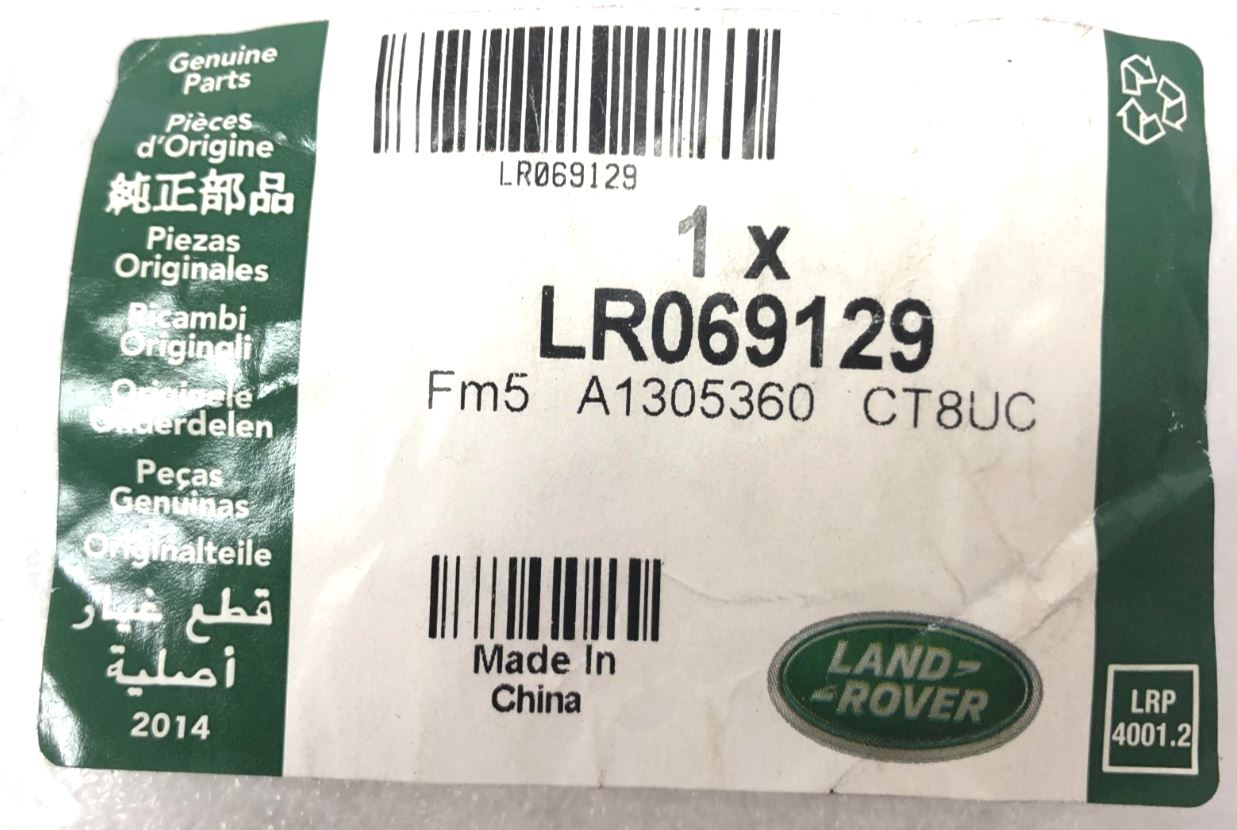 Genuine
Parts
Pièces
d'Origine
純正部品
Piezas
Originales
Ricambi
Originali
Originele
Onderdelen
Peças
Genuinas
Originalteile
قطع غيار
أصلية
2014
LR069129
1 x
LR069129
Fm5 A1305360 CT8UC
Made In
China
LAND
ROVER
LRP
4001.2